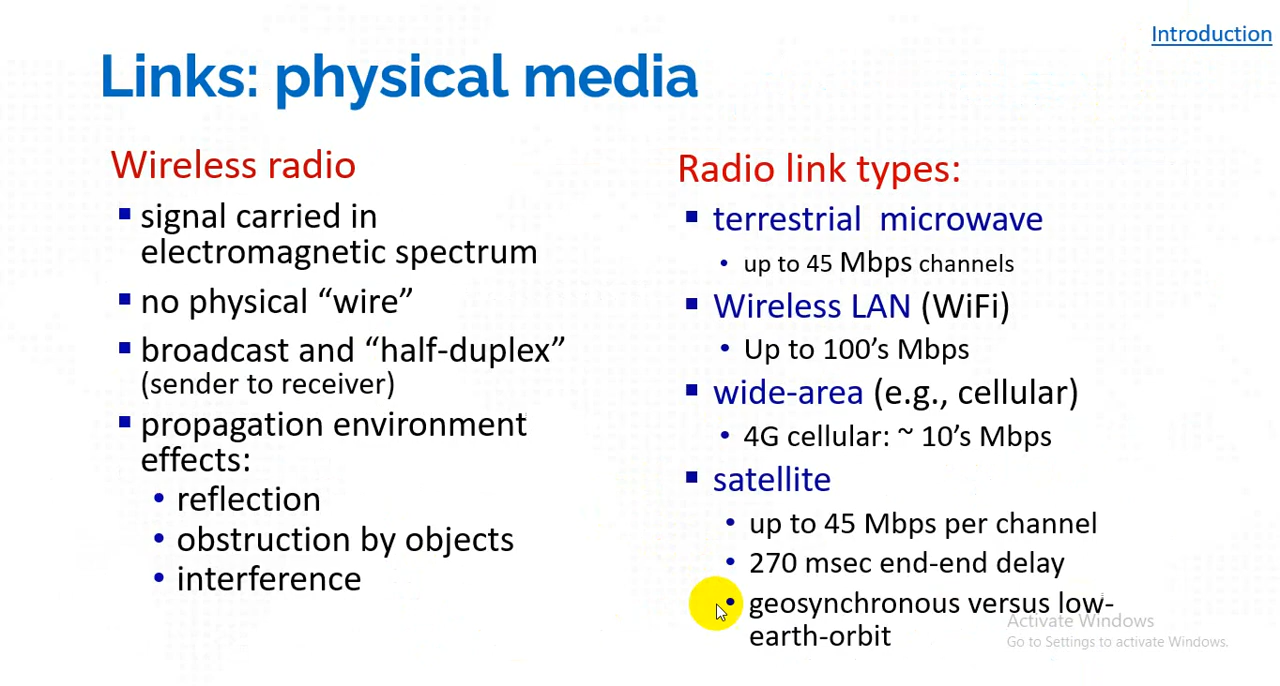 Introduction
Links: physical media
Wireless radio
▪ signal carried in
electromagnetic spectrum
▪ no physical “wire”
▪ broadcast and “half-duplex”
(sender to receiver)
▪ propagation environment
effects:
• reflection
• obstruction by objects
• interference
Radio link types:
▪ terrestrial microwave
• up to 45 Mbps channels
▪ Wireless LAN (WiFi)
• Up to 100’s Mbps
▪ wide-area (e.g., cellular)
• 4G cellular: ~ 10’s Mbps
▪ satellite
• up to 45 Mbps per channel
• 270 msec end-end delay
• geosynchronous versus low-
earth-orbit
Activate Windows
Go to Settings to activate Windows.